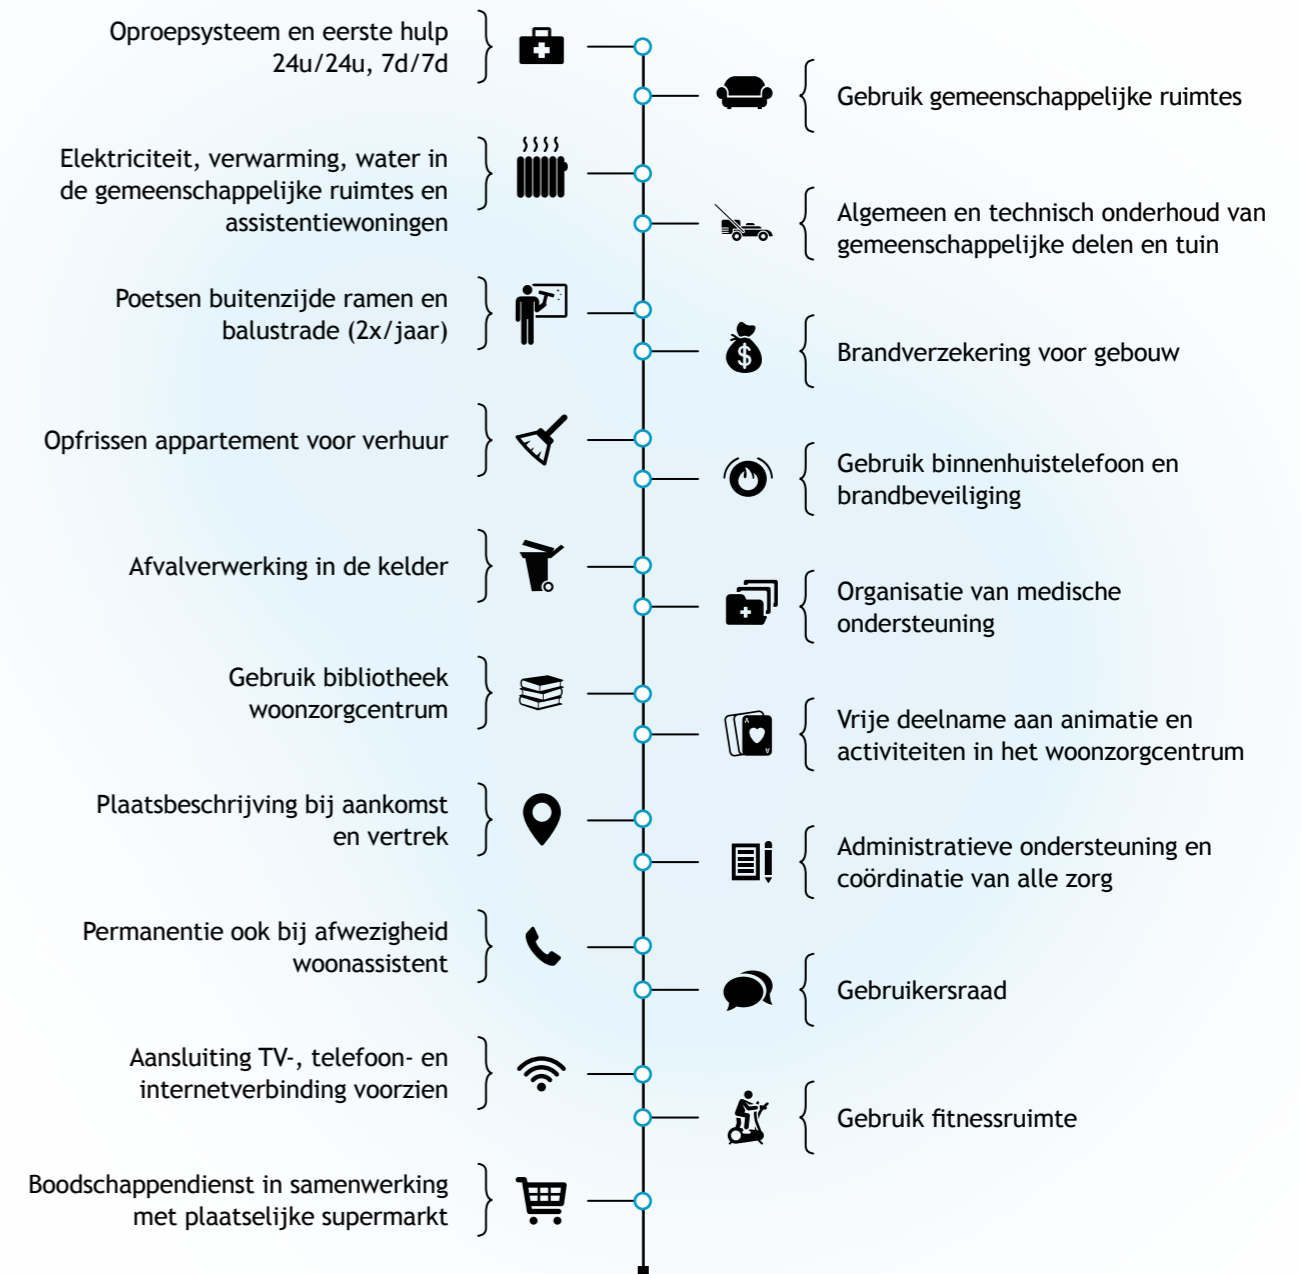 Oproepsysteem en eerste hulp
24u/24u, 7d/7d
Gebruik gemeenschappelijke ruimtes
Elektriciteit, verwarming, water in
de gemeenschappelijke ruimtes en
assistentiewoningen
Algemeen en technisch onderhoud van
gemeenschappelijke delen en tuin
Poetsen buitenzijde ramen en
balustrade (2x/jaar)
$
Brandverzekering voor gebouw
Opfrissen appartement voor verhuur
Gebruik binnenhuistelefoon en
brandbeveiliging
Afvalverwerking in de kelder
Organisatie van medische
ondersteuning
Gebruik bibliotheek
woonzorgcentrum
A
A
Vrije deelname aan animatie en
activiteiten in het woonzorgcentrum
Plaatsbeschrijving bij aankomst
en vertrek
Administratieve ondersteuning en
coördinatie van alle zorg
Permanentie ook bij afwezigheid
woonassistent
Gebruikersraad
Aansluiting TV-, telefoon- en
internetverbinding voorzien
Gebruik fitnessruimte
Boodschappendienst in samenwerking
met plaatselijke supermarkt